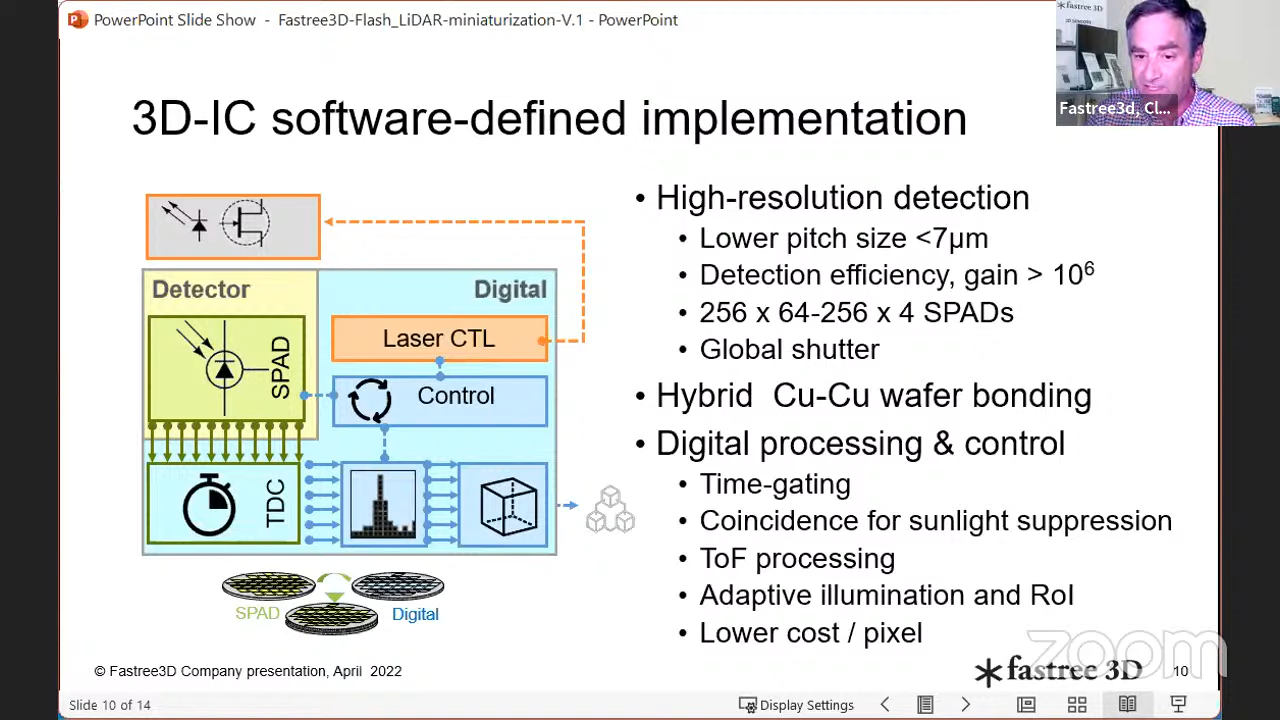 PowerPoint Slide Show - Fastree3D-Flash_LiDAR-miniaturization-V.1 - PowerPoint
fastree 3D
Fastree3d, Cl...
3D-IC software-defined implementation
Detector
Digital
SPAD
Laser CTL
Control
TDC
SPAD
Digital
• High-resolution detection
• Lower pitch size <7µm
• Detection efficiency, gain > 10⁶
• 256 x 64-256 x 4 SPADs
• Global shutter
• Hybrid Cu-Cu wafer bonding
• Digital processing & control
• Time-gating
• Coincidence for sunlight suppression
• ToF processing
• Adaptive illumination and RoI
• Lower cost / pixel
zoom
© Fastree3D Company presentation, April 2022
fastree 3D
10
Slide 10 of 14
Display Settings